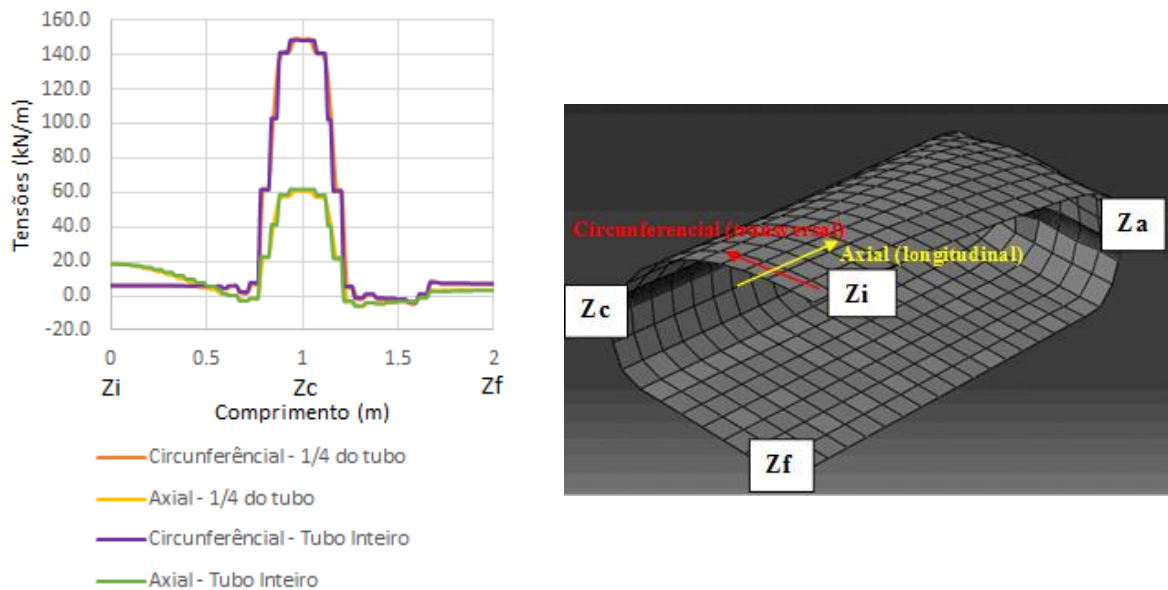 160.0
140.0
120.0
100.0
80.0
60.0
40.0
20.0
0.0
-20.0
Tensões (kN/m)
0 0.5 1 1.5 2
Zi Zc Zf
Comprimento (m)
Circunferêncial - 1/4 do tubo
Axial - 1/4 do tubo
Circunferêncial - Tubo Inteiro
Axial - Tubo Inteiro
Circunferencial (transversal)
Axial (longitudinal)
Za
Zi
Zc
Zf